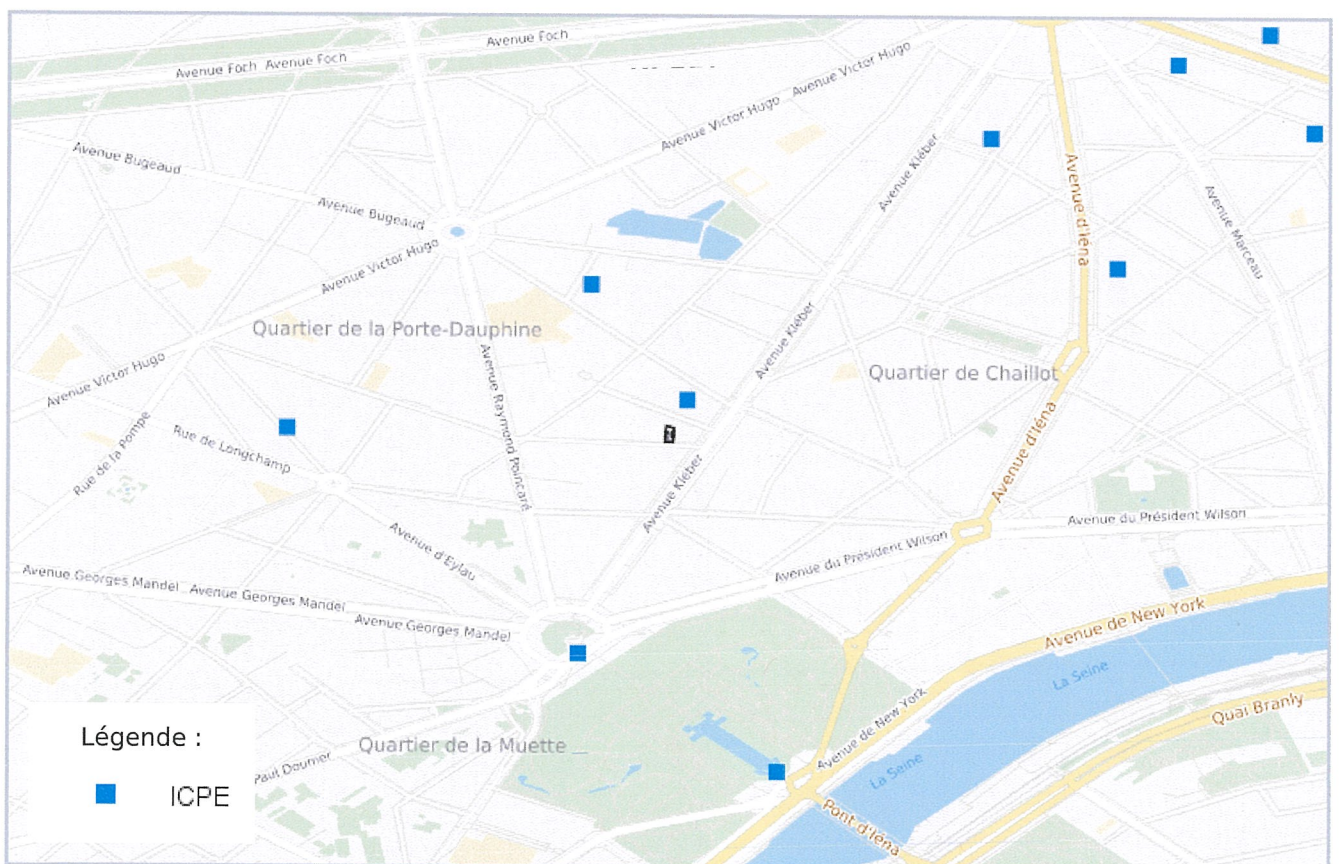 Avenue Foch
Avenue Foch Avenue Foch
Avenue Victor Hugo
Avenue Victor Hugo
Avenue Bugeaud
Avenue Kléber
Avenue d'Iéna
Avenue Marceau
Avenue Bugeaud
Avenue Victor Hugo
Quartier de la Porte-Dauphine
Avenue Kléber
Avenue Victor Hugo
Avenue Raymond Poincaré
Quartier de Chaillot
Rue de la Pompe
Rue de Longchamp
Avenue d'Iéna
Avenue Kléber
Avenue du Président Wilson
Avenue d'Eylau
Avenue du Président Wilson
Avenue Georges Mandel Avenue Georges Mandel
Avenue Georges Mandel
Avenue de New York
La Seine
Quai Branly
Avenue de New York
Quartier de la Muette
La Seine
Paul Doumer
Pont d'Iéna
Légende :
ICPE